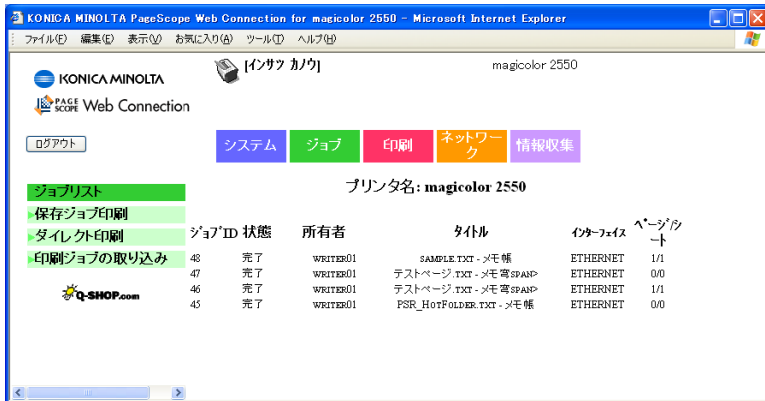 KONICA MINOLTA PageScope Web Connection for magicolor 2550 - Microsoft Internet Explorer
ファイル(F) 編集(E) 表示(V) お気に入り(A) ツール(T) ヘルプ(H)
KONICA MINOLTA
[インサツ カノウ]
magicolor 2550
PAGE SCOPE Web Connection
ログアウト
システム ジョブ 印刷 ネットワー
ク 情報収集
プリンタ名: magicolor 2550
ジョブリスト
保存ジョブ印刷
ダイレクト印刷
印刷ジョブの取り込み
Q-SHOP.com
ジョブID 状態 所有者 タイトル インターフェイス ページ/シ
ート
48 完了 WRITER01 SAMPLE.TXT - メモ帳 ETHERNET 1/1
47 完了 WRITER01 テストページ.TXT - メモ寄SPAN> ETHERNET 0/0
46 完了 WRITER01 テストページ.TXT - メモ寄SPAN> ETHERNET 1/1
45 完了 WRITER01 PSR_HOTFOLDER.TXT - メモ帳 ETHERNET 0/0